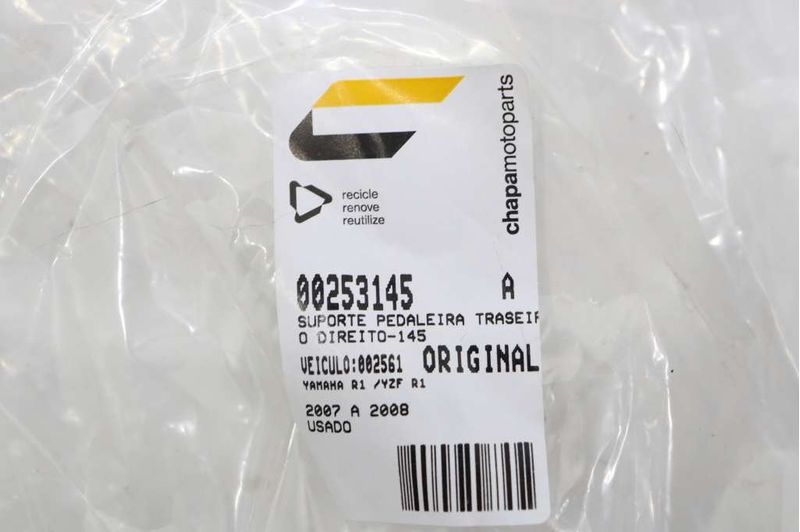 chapamotoparts
recicle
renove
reutilize
00253145 A
SUPORTE PEDALEIRA TRASEIR
O DIREITO-145
VEICULO:002561 ORIGINAL
YAMAHA R1 /YZF R1
2007 A 2008
USADO